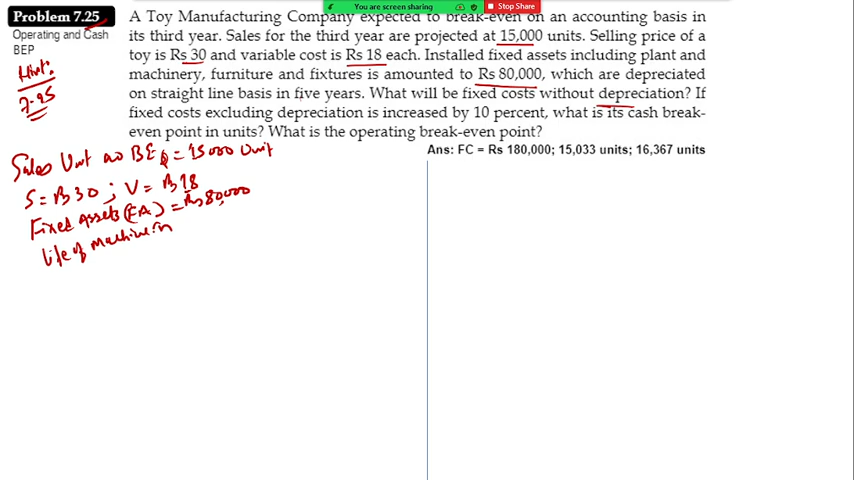 You are screen sharing
Stop Share
Problem 7.25
Operating and Cash
BEP
A Toy Manufacturing Company expected to break-even on an accounting basis in
its third year. Sales for the third year are projected at 15,000 units. Selling price of a
toy is Rs 30 and variable cost is Rs 18 each. Installed fixed assets including plant and
machinery, furniture and fixtures is amounted to Rs 80,000, which are depreciated
on straight line basis in five years. What will be fixed costs without depreciation? If
fixed costs excluding depreciation is increased by 10 percent, what is its cash break-
even point in units? What is the operating break-even point?
Ans: FC = Rs 180,000; 15,033 units; 16,367 units
Hint:
7-25
Sales Unit as BEQ = 15000 Unit
S = Rs 30 ; V = Rs 18
Fixed Assets (FA) = Rs 80,000
Life of machine